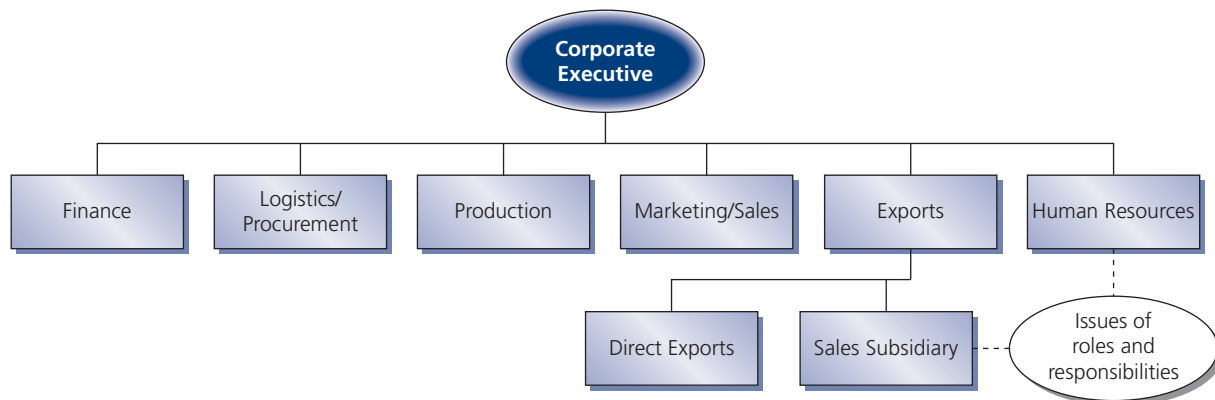 Corporate
Executive
Finance
Logistics/
Procurement
Production
Marketing/Sales
Exports
Human Resources
Direct Exports
Sales Subsidiary
Issues of
roles and
responsibilities